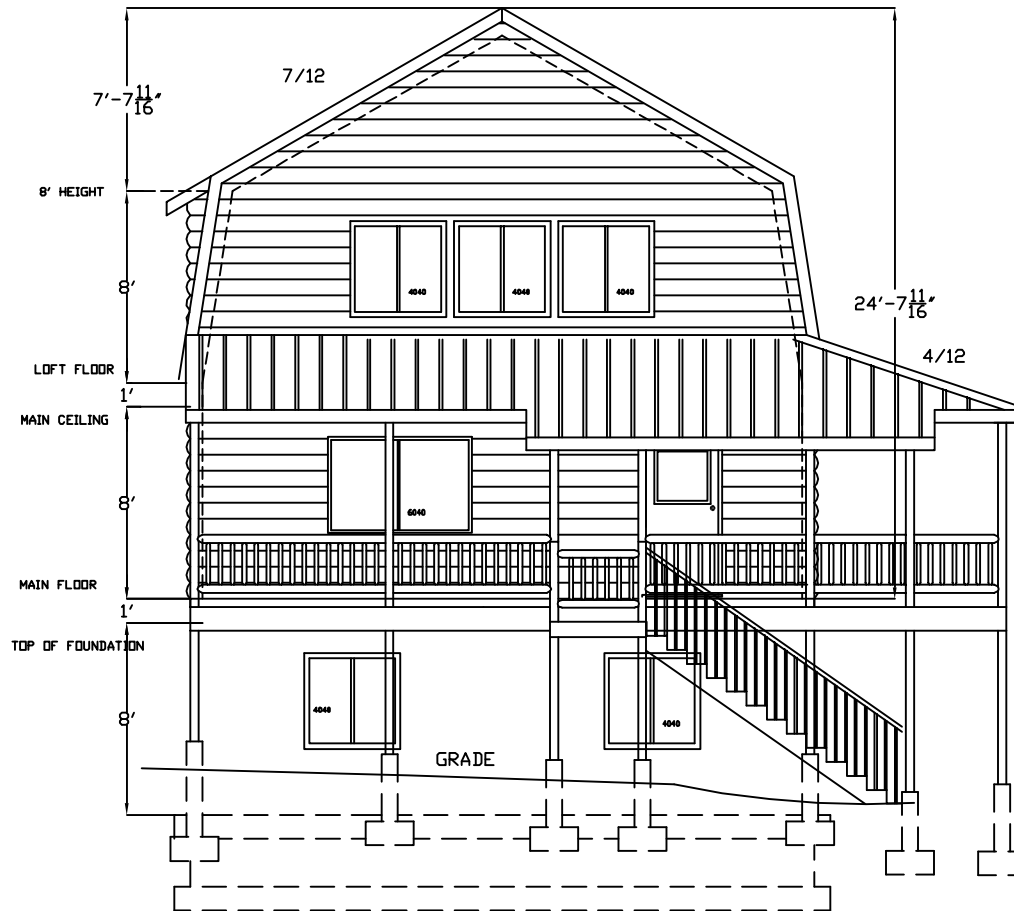 7/12
7'-7 11/16"
8' HEIGHT
4040
4040
4040
8'
24'-7 11/16"
4/12
LOFT FLOOR
1'
MAIN CEILING
8'
6040
MAIN FLOOR
1'
TOP OF FOUNDATION
4040
4040
8'
GRADE